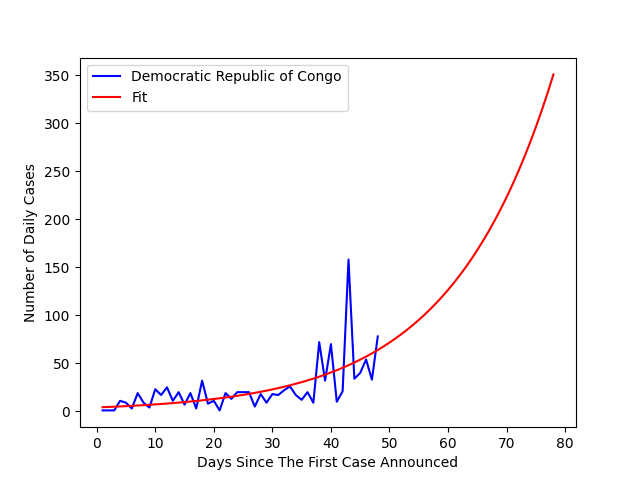 Democratic Republic of Congo
Fit
350
300
250
200
150
100
50
0
Number of Daily Cases
0 10 20 30 40 50 60 70 80
Days Since The First Case Announced